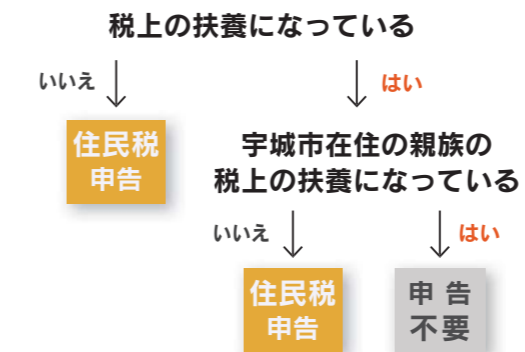 税上の扶養になっている
いいえ
はい
住民税
申告
宇城市在住の親族の
税上の扶養になっている
いいえ
はい
住民税
申告
申告
不要